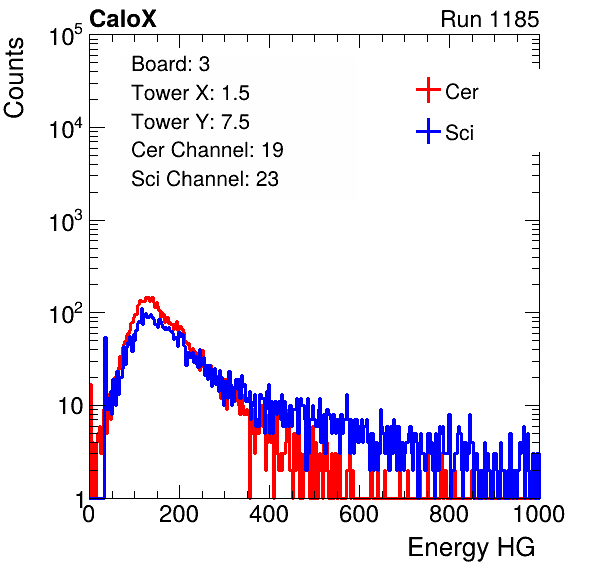 CaloX Run 1185
Counts
10^5
10^4
10^3
10^2
10
1
Board: 3
Tower X: 1.5
Tower Y: 7.5
Cer Channel: 19
Sci Channel: 23
Cer
Sci
0 200 400 600 800 1000
Energy HG